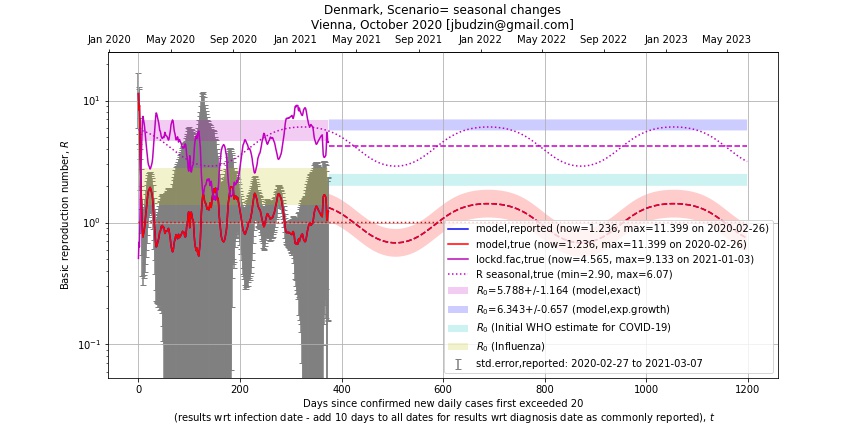 Denmark, Scenario= seasonal changes
Vienna, October 2020 [jbudzin@gmail.com]
Jan 2020 May 2020 Sep 2020 Jan 2021 May 2021 Sep 2021 Jan 2022 May 2022 Sep 2022 Jan 2023 May 2023
Basic reproduction number, R
10¹
10⁰
10⁻¹
model,reported (now=1.236, max=11.399 on 2020-02-26)
model,true (now=1.236, max=11.399 on 2020-02-26)
lockd.fac,true (now=4.565, max=9.133 on 2021-01-03)
R seasonal,true (min=2.90, max=6.07)
R₀=5.788+/-1.164 (model,exact)
R₀=6.343+/-0.657 (model,exp.growth)
R₀ (Initial WHO estimate for COVID-19)
R₀ (Influenza)
std.error,reported: 2020-02-27 to 2021-03-07
0 200 400 600 800 1000 1200
Days since confirmed new daily cases first exceeded 20
(results wrt infection date - add 10 days to all dates for results wrt diagnosis date as commonly reported), t